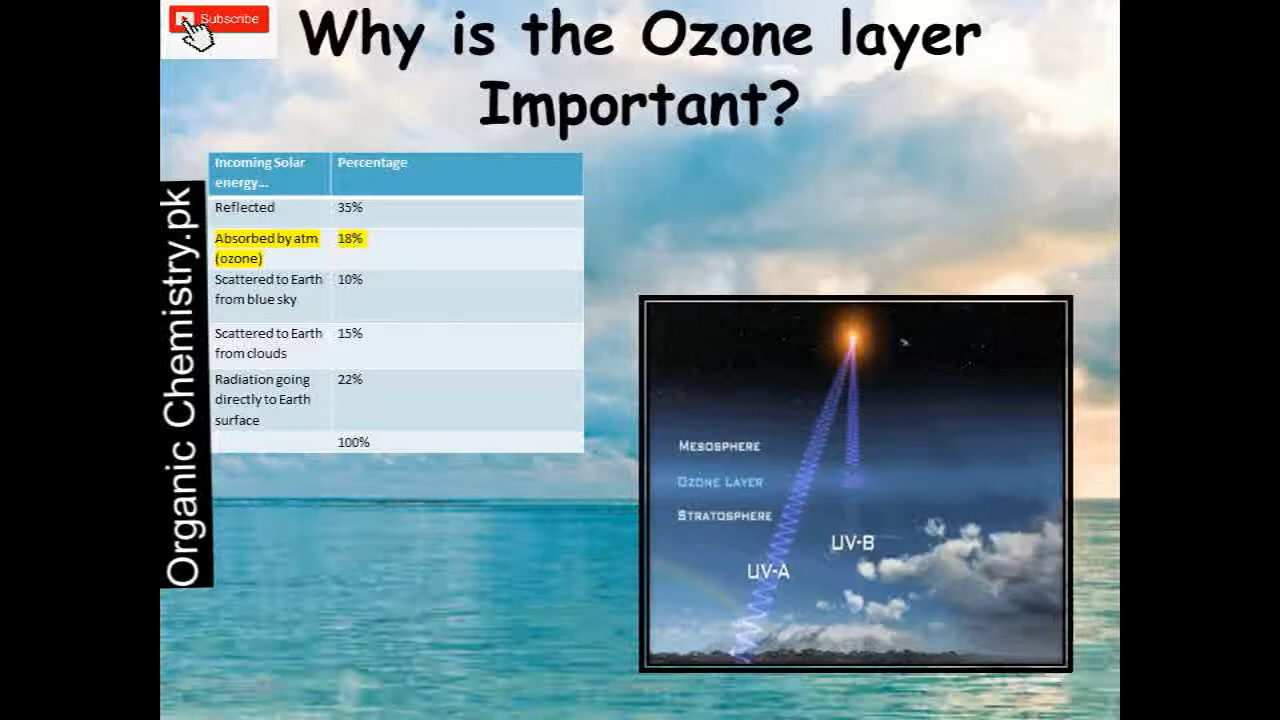 Subscribe
Why is the Ozone layer
Important?
Incoming Solar
energy...
Percentage
Reflected
35%
Absorbed by atm
(ozone)
18%
Scattered to Earth
from blue sky
10%
Scattered to Earth
from clouds
15%
Radiation going
directly to Earth
surface
22%
100%
Organic Chemistry.pk
MESOSPHERE
OZONE LAYER
STRATOSPHERE
UV-B
UV-A